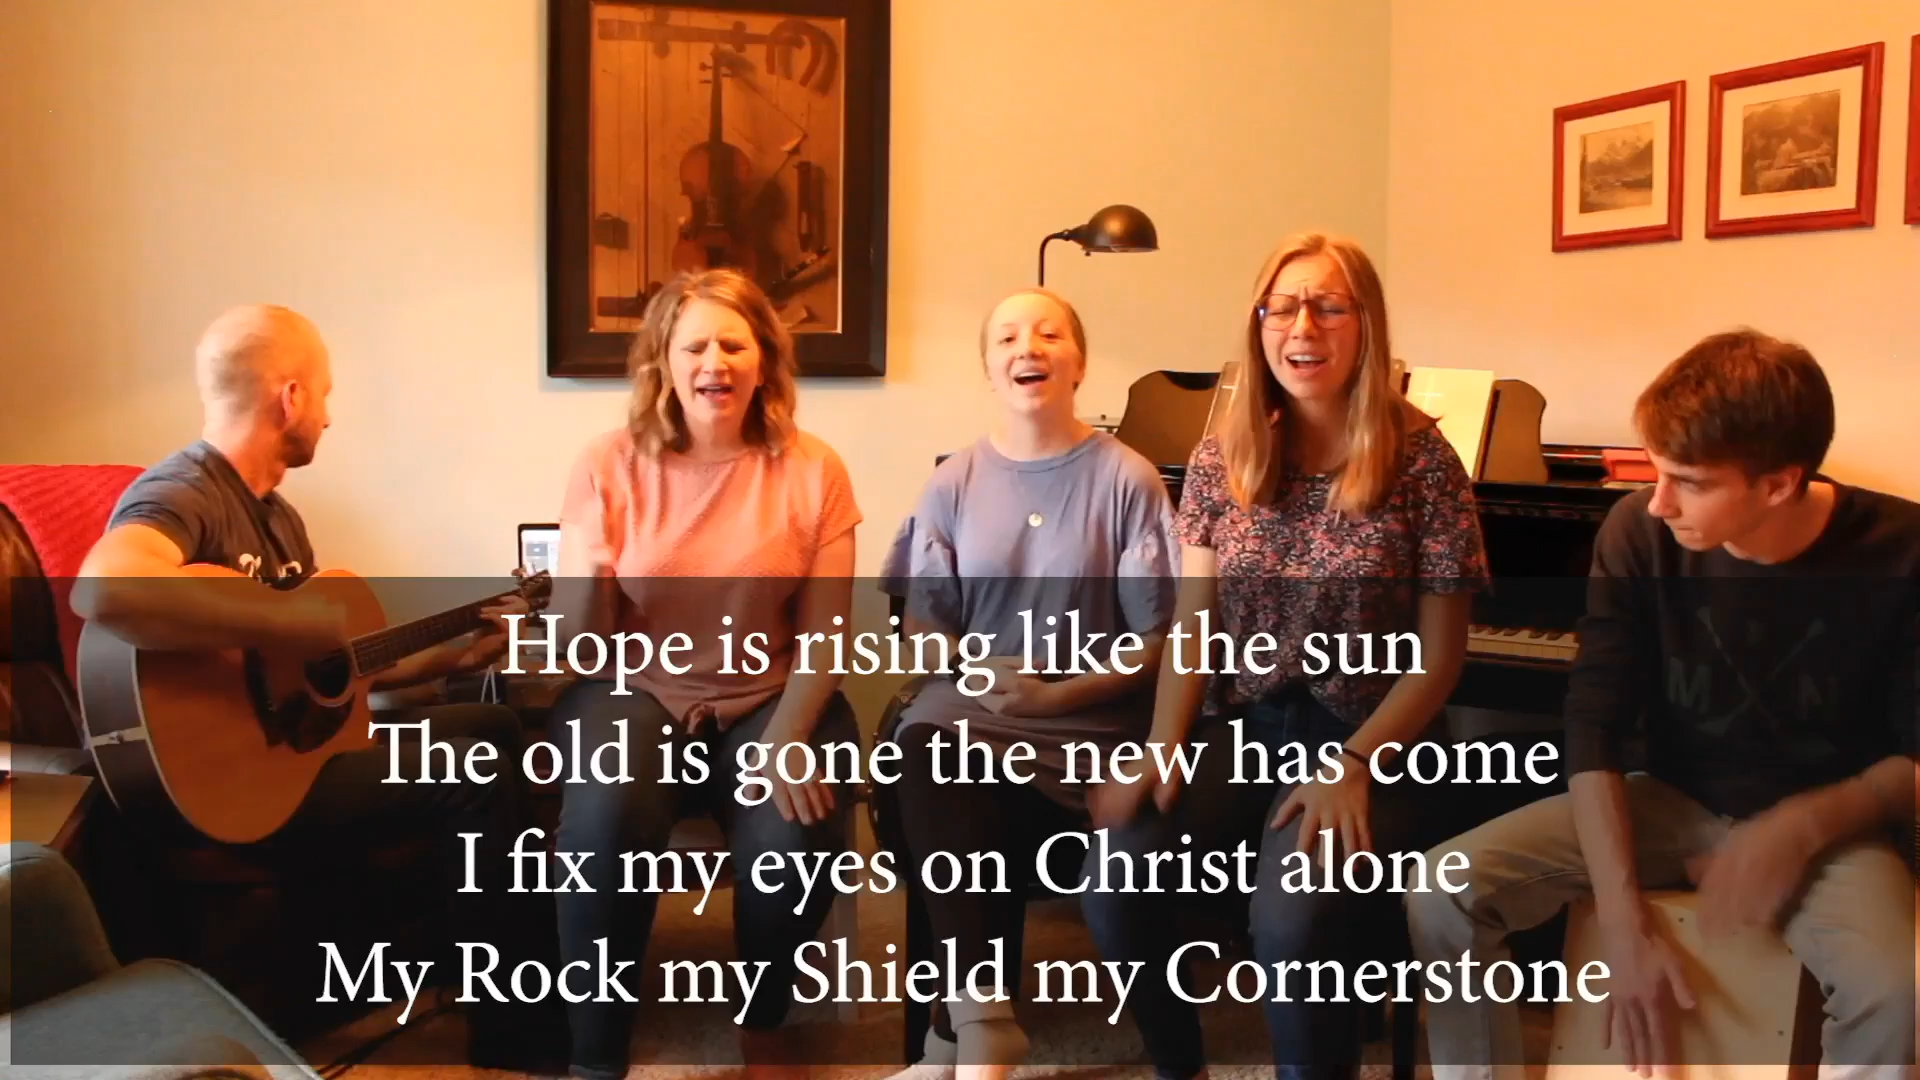 Hope is rising like the sun
The old is gone the new has come
I fix my eyes on Christ alone
My Rock my Shield my Cornerstone
M N